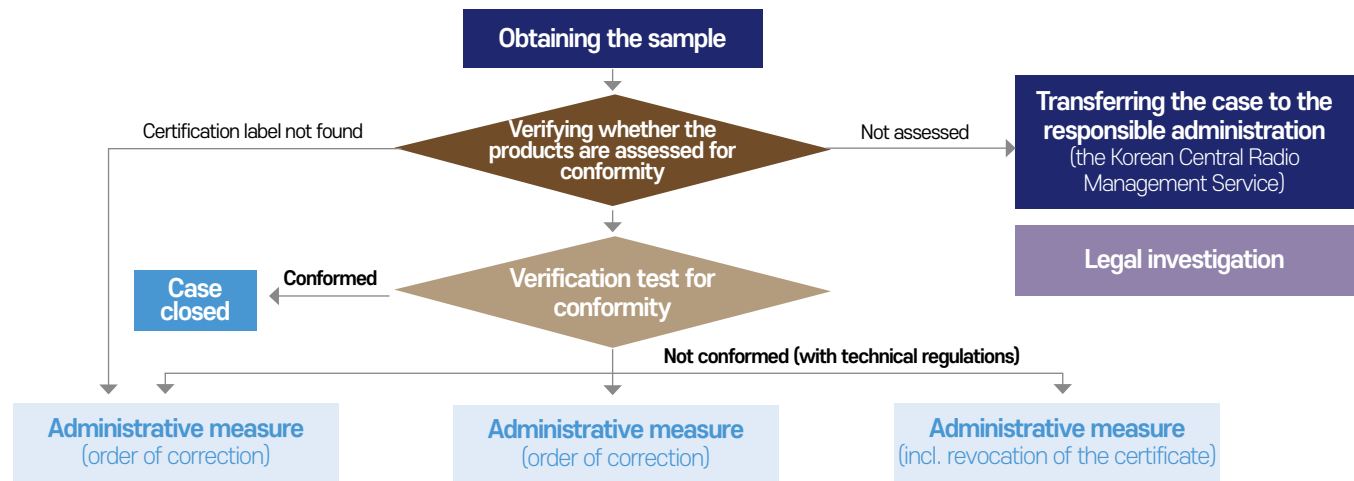 Obtaining the sample
Certification label not found
Verifying whether the
products are assessed for
conformity
Not assessed
Transferring the case to the
responsible administration
(the Korean Central Radio
Management Service)
Legal investigation
Case
closed
Conformed
Verification test for
conformity
Not conformed (with technical regulations)
Administrative measure
(order of correction)
Administrative measure
(order of correction)
Administrative measure
(incl. revocation of the certificate)